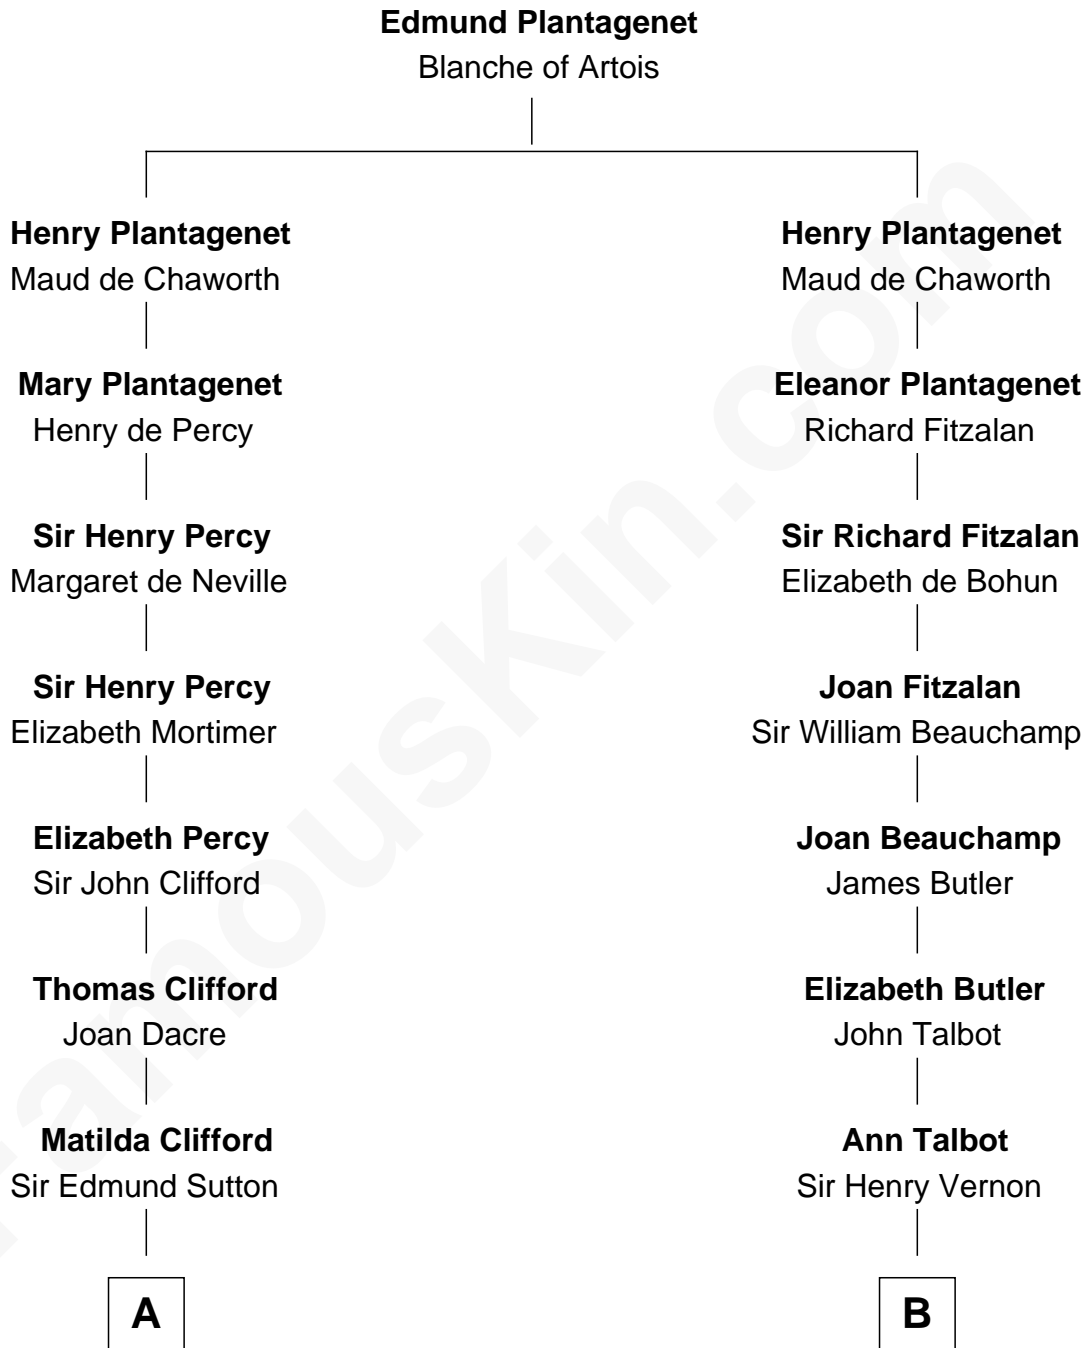 Edmund Plantagenet
Blanche of Artois
Henry Plantagenet
Maud de Chaworth
Mary Plantagenet
Henry de Percy
Sir Henry Percy
Margaret de Neville
Sir Henry Percy
Elizabeth Mortimer
Elizabeth Percy
Sir John Clifford
Thomas Clifford
Joan Dacre
Matilda Clifford
Sir Edmund Sutton
A
Henry Plantagenet
Maud de Chaworth
Eleanor Plantagenet
Richard Fitzalan
Sir Richard Fitzalan
Elizabeth de Bohun
Joan Fitzalan
Sir William Beauchamp
Joan Beauchamp
James Butler
Elizabeth Butler
John Talbot
Ann Talbot
Sir Henry Vernon
B
FamousKin.com